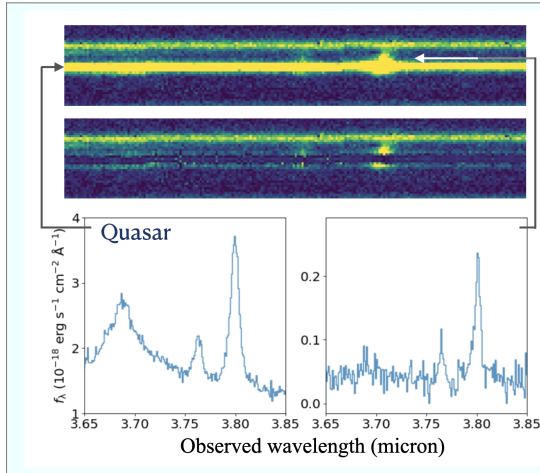 Quasar
4
3
2
1
fλ (10⁻¹⁸ erg s⁻¹ cm⁻² Å⁻¹)
3.65 3.70 3.75 3.80 3.85
0.2
0.1
0.0
3.65 3.70 3.75 3.80 3.85
Observed wavelength (micron)